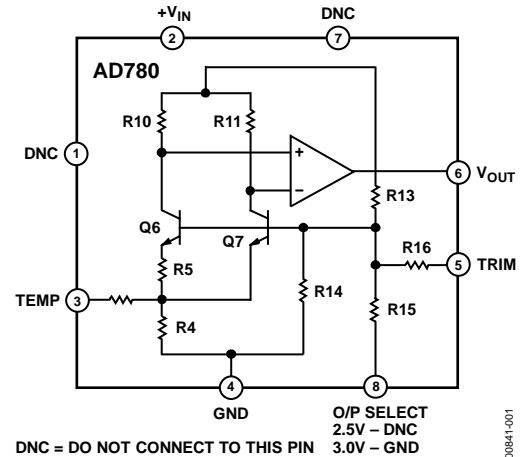 +VIN
DNC
2
7
AD780
R10
R11
DNC 1
+
−
6 VOUT
R13
Q6
Q7
R16
5 TRIM
R5
R14
TEMP 3
R15
R4
4
8
GND
O/P SELECT
2.5V – DNC
3.0V – GND
DNC = DO NOT CONNECT TO THIS PIN
00841-001